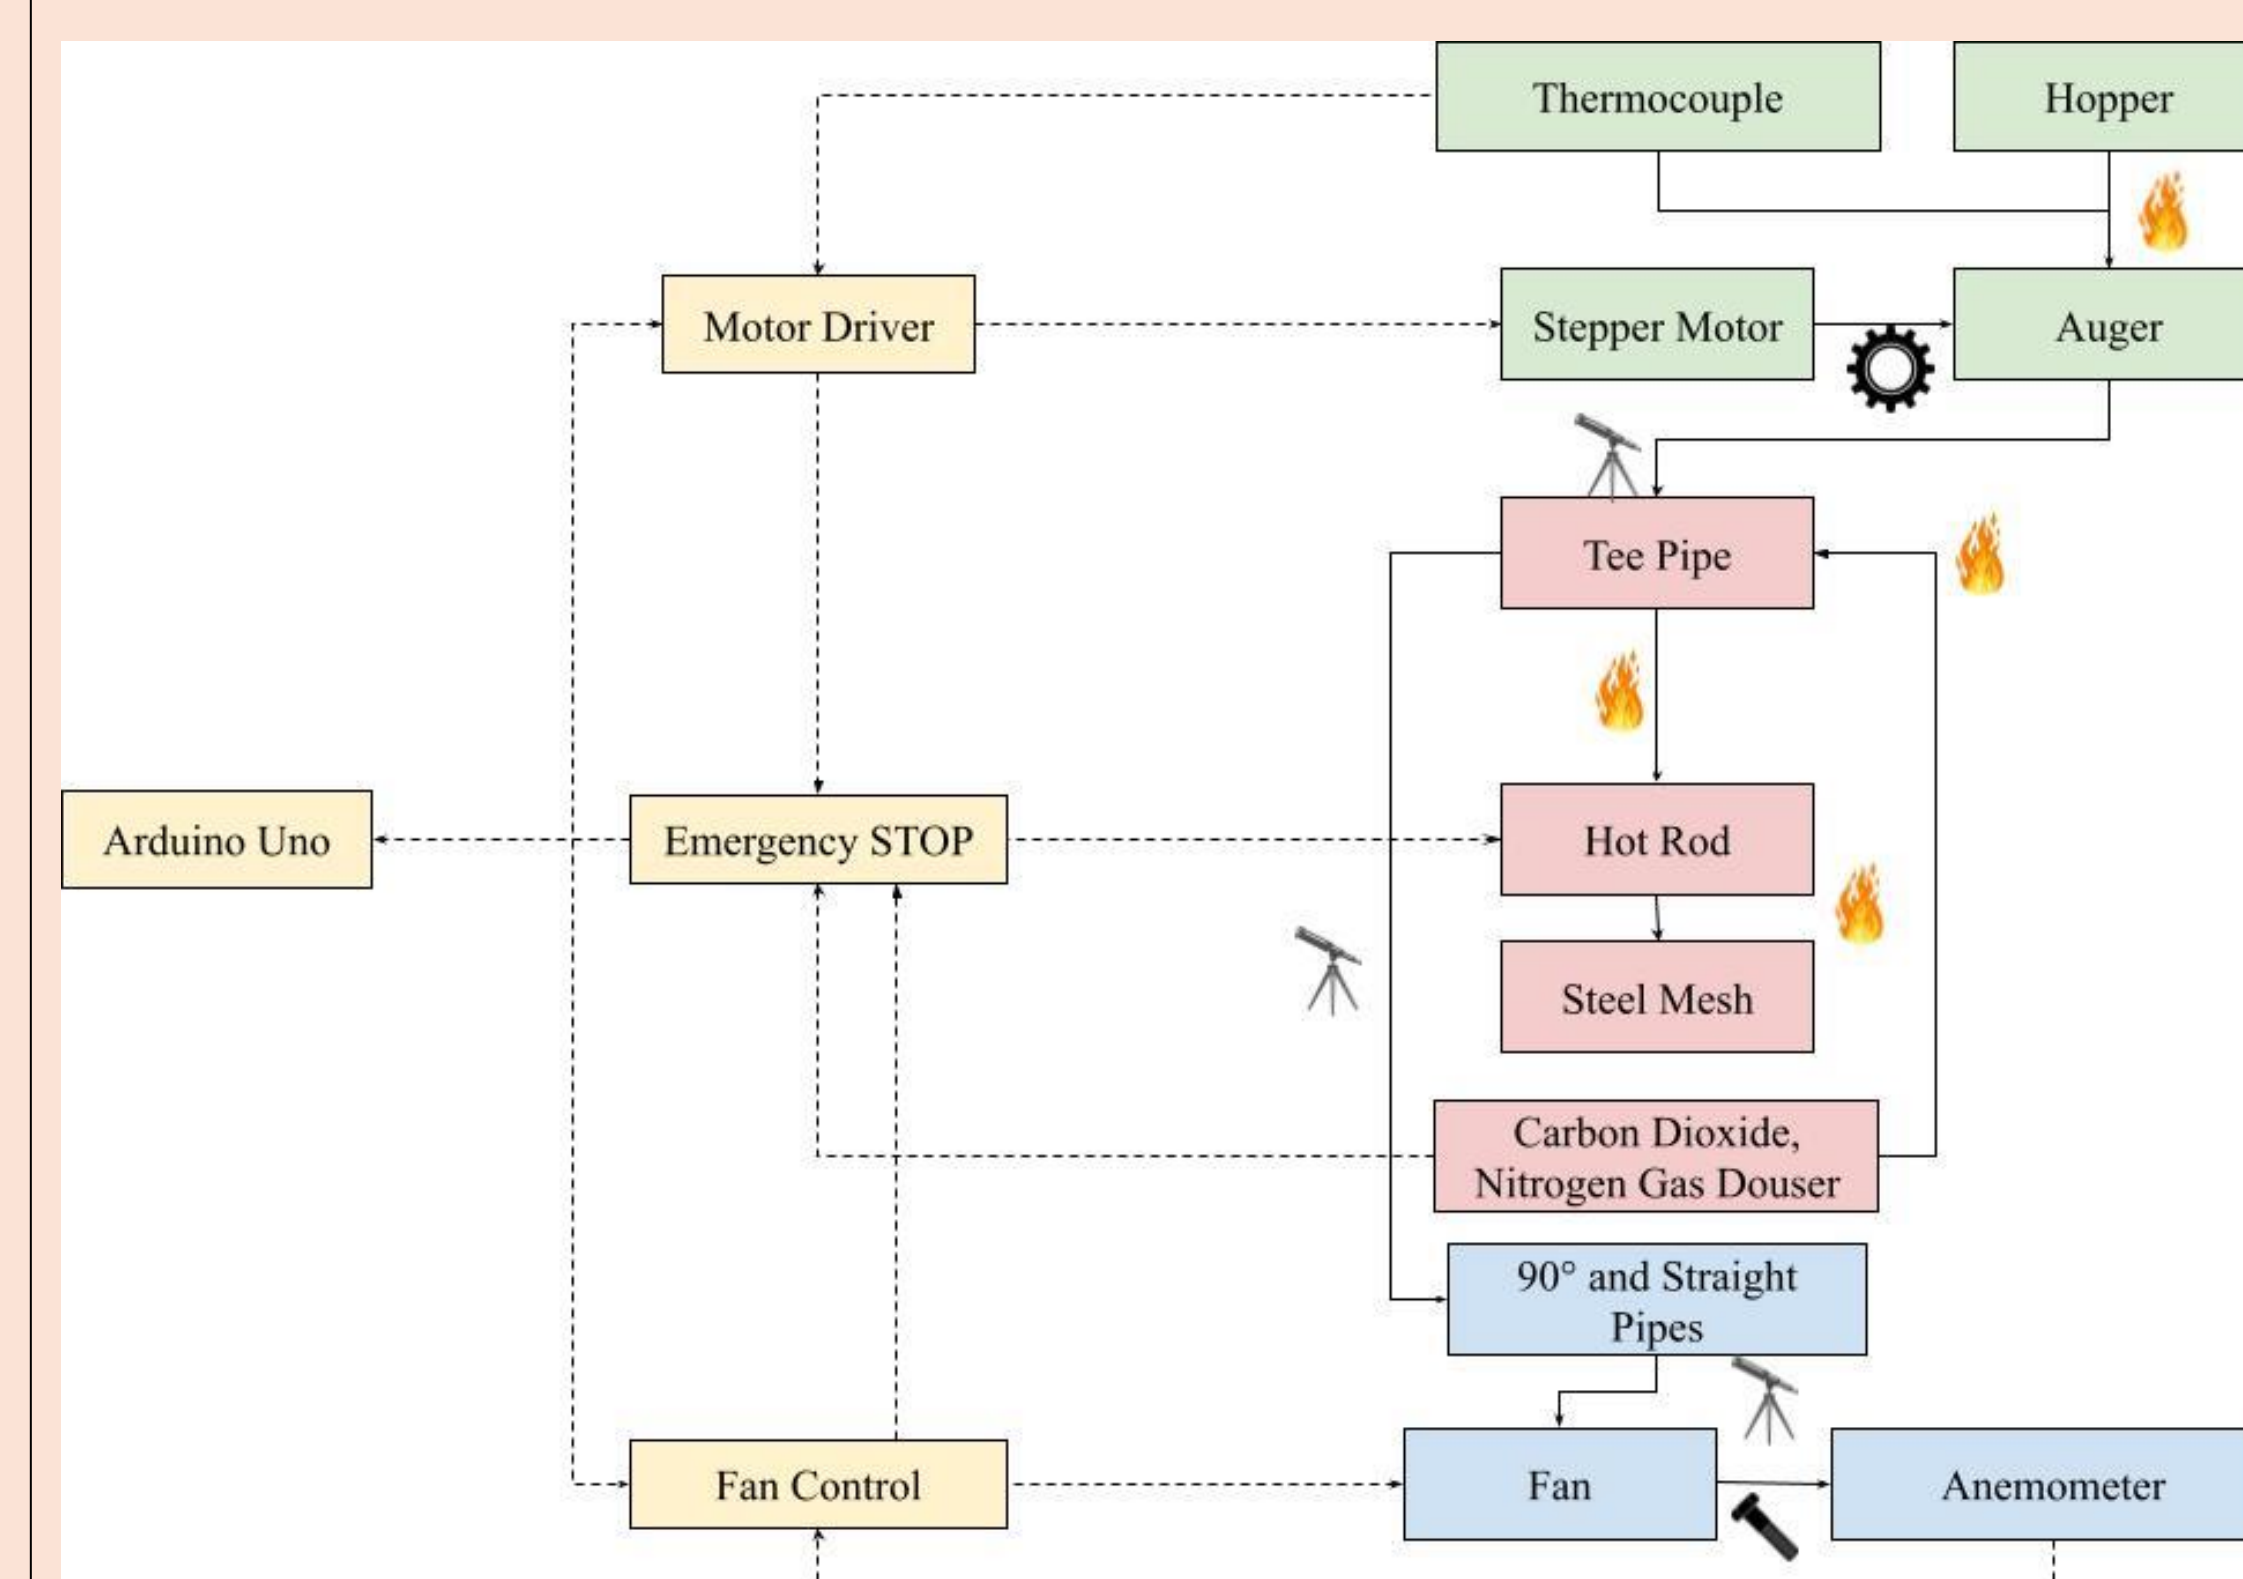 Thermocouple
Hopper
Motor Driver
Stepper Motor
Auger
Tee Pipe
Arduino Uno
Emergency STOP
Hot Rod
Steel Mesh
Carbon Dioxide,
Nitrogen Gas Douser
90° and Straight
Pipes
Fan Control
Fan
Anemometer